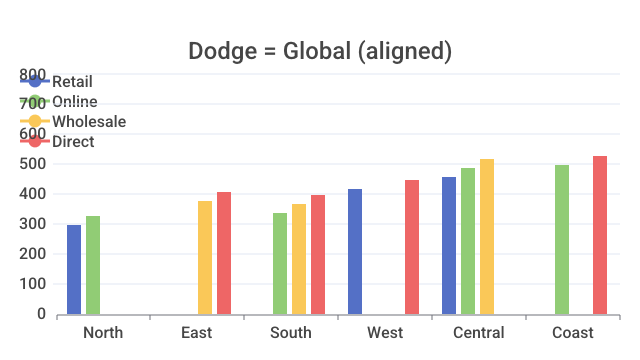 Dodge = Global (aligned)
Retail
Online
Wholesale
Direct
800
700
600
500
400
300
200
100
0
North East South West Central Coast